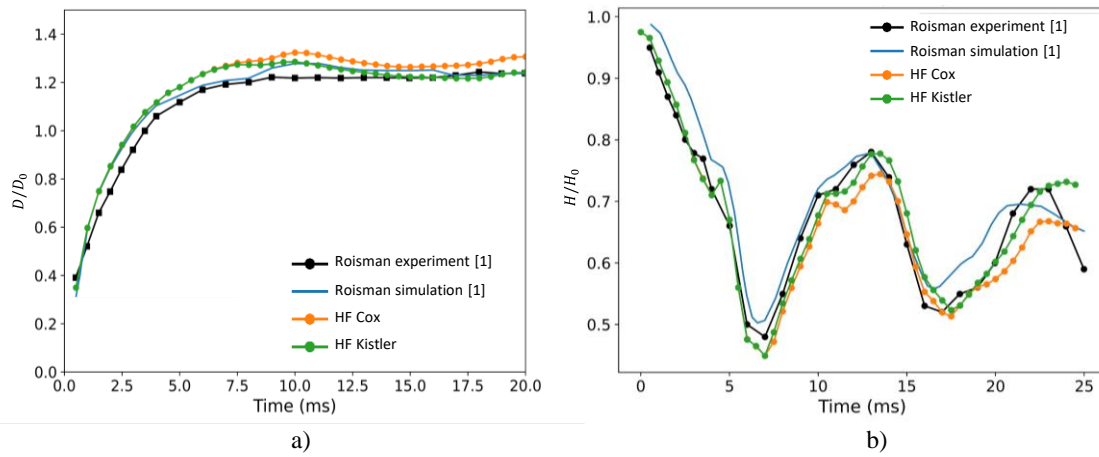 1.4
1.2
1.0
0.8
0.6
0.4
0.2
0.0
D/D₀
0.0 2.5 5.0 7.5 10.0 12.5 15.0 17.5 20.0
Time (ms)
Roisman experiment [1]
Roisman simulation [1]
HF Cox
HF Kistler
a)
1.0
0.9
0.8
0.7
0.6
0.5
H/H₀
0 5 10 15 20 25
Time (ms)
Roisman experiment [1]
Roisman simulation [1]
HF Cox
HF Kistler
b)